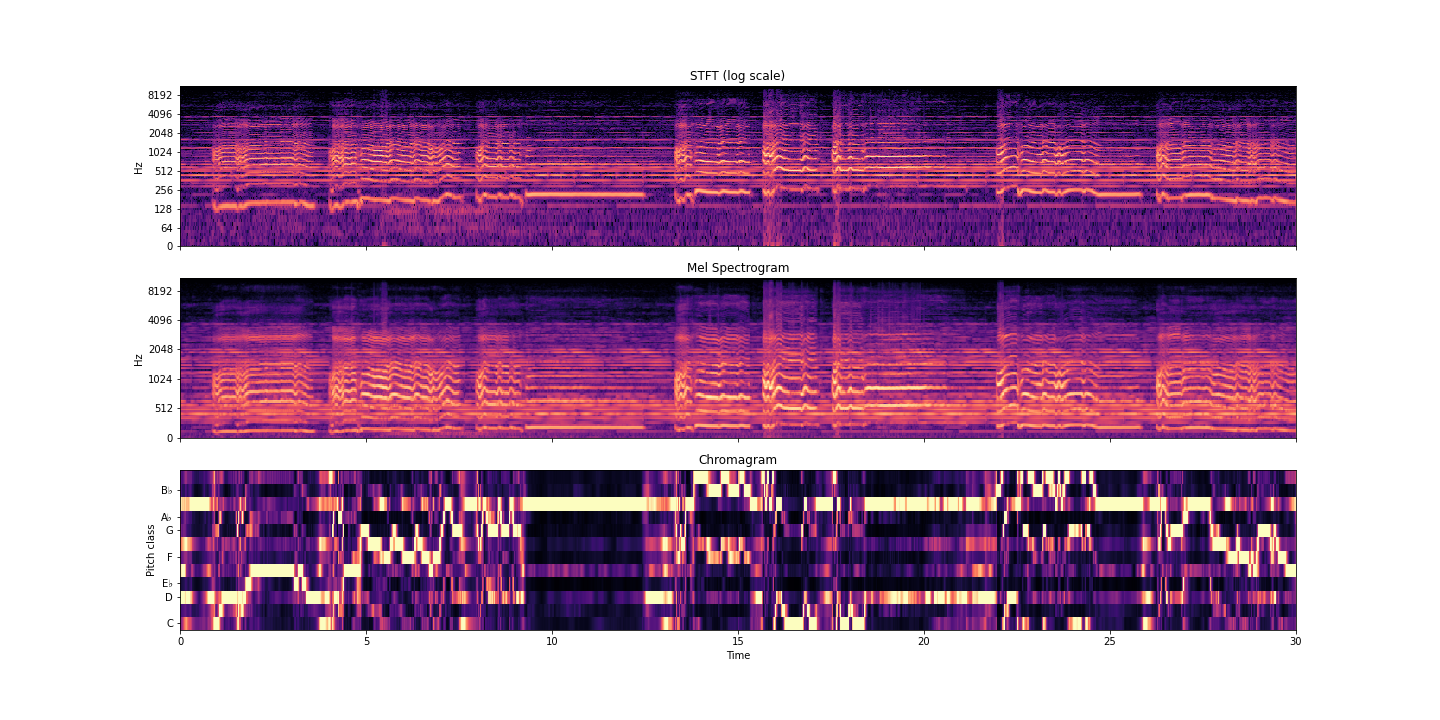 STFT (log scale)
8192
4096
2048
1024
512
256
128
64
0
Hz
Mel Spectrogram
8192
4096
2048
1024
512
0
Hz
Chromagram
B♭
A♭
G
F
E♭
D
C
Pitch class
0 5 10 15 20 25 30
Time